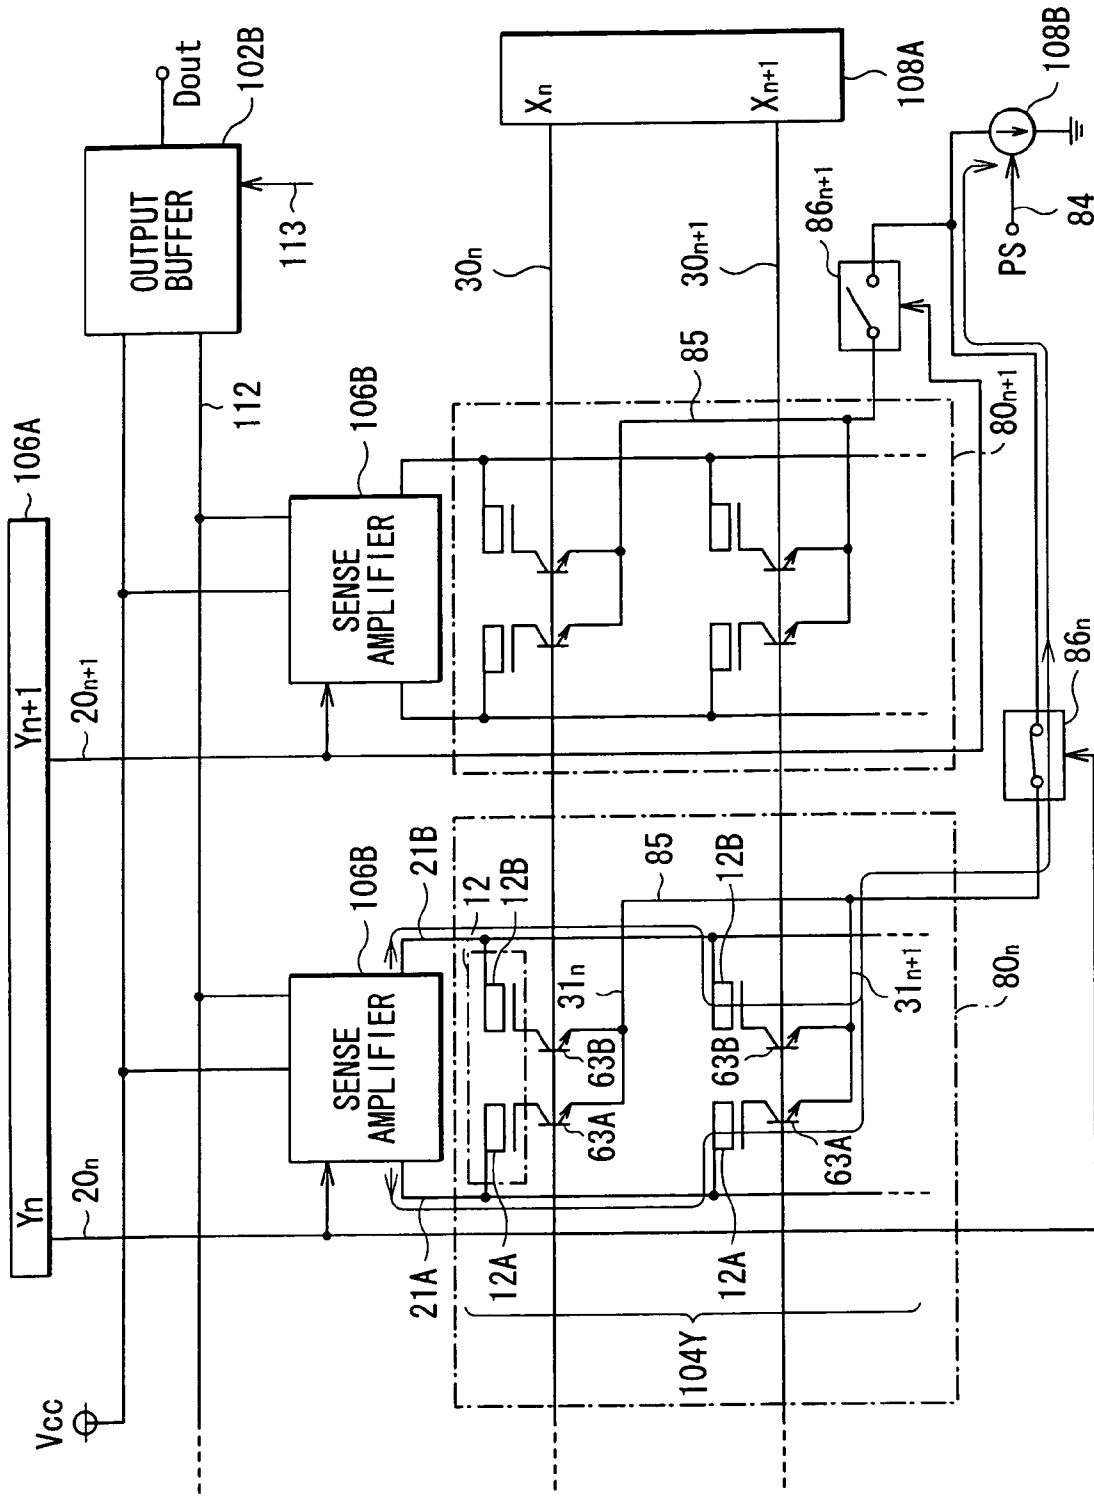 106A
Yn
Yn+1
20n
20n+1
Vcc
112
OUTPUT
BUFFER
Dout
102B
113
106B
SENSE
AMPLIFIER
106B
SENSE
AMPLIFIER
21A
21B
12
12A
12B
63A
63B
31n
85
30n
Xn
12A
12B
63A
63B
31n+1
104Y
80n
85
30n+1
Xn+1
108A
80n+1
86n+1
86n
PS
84
108B